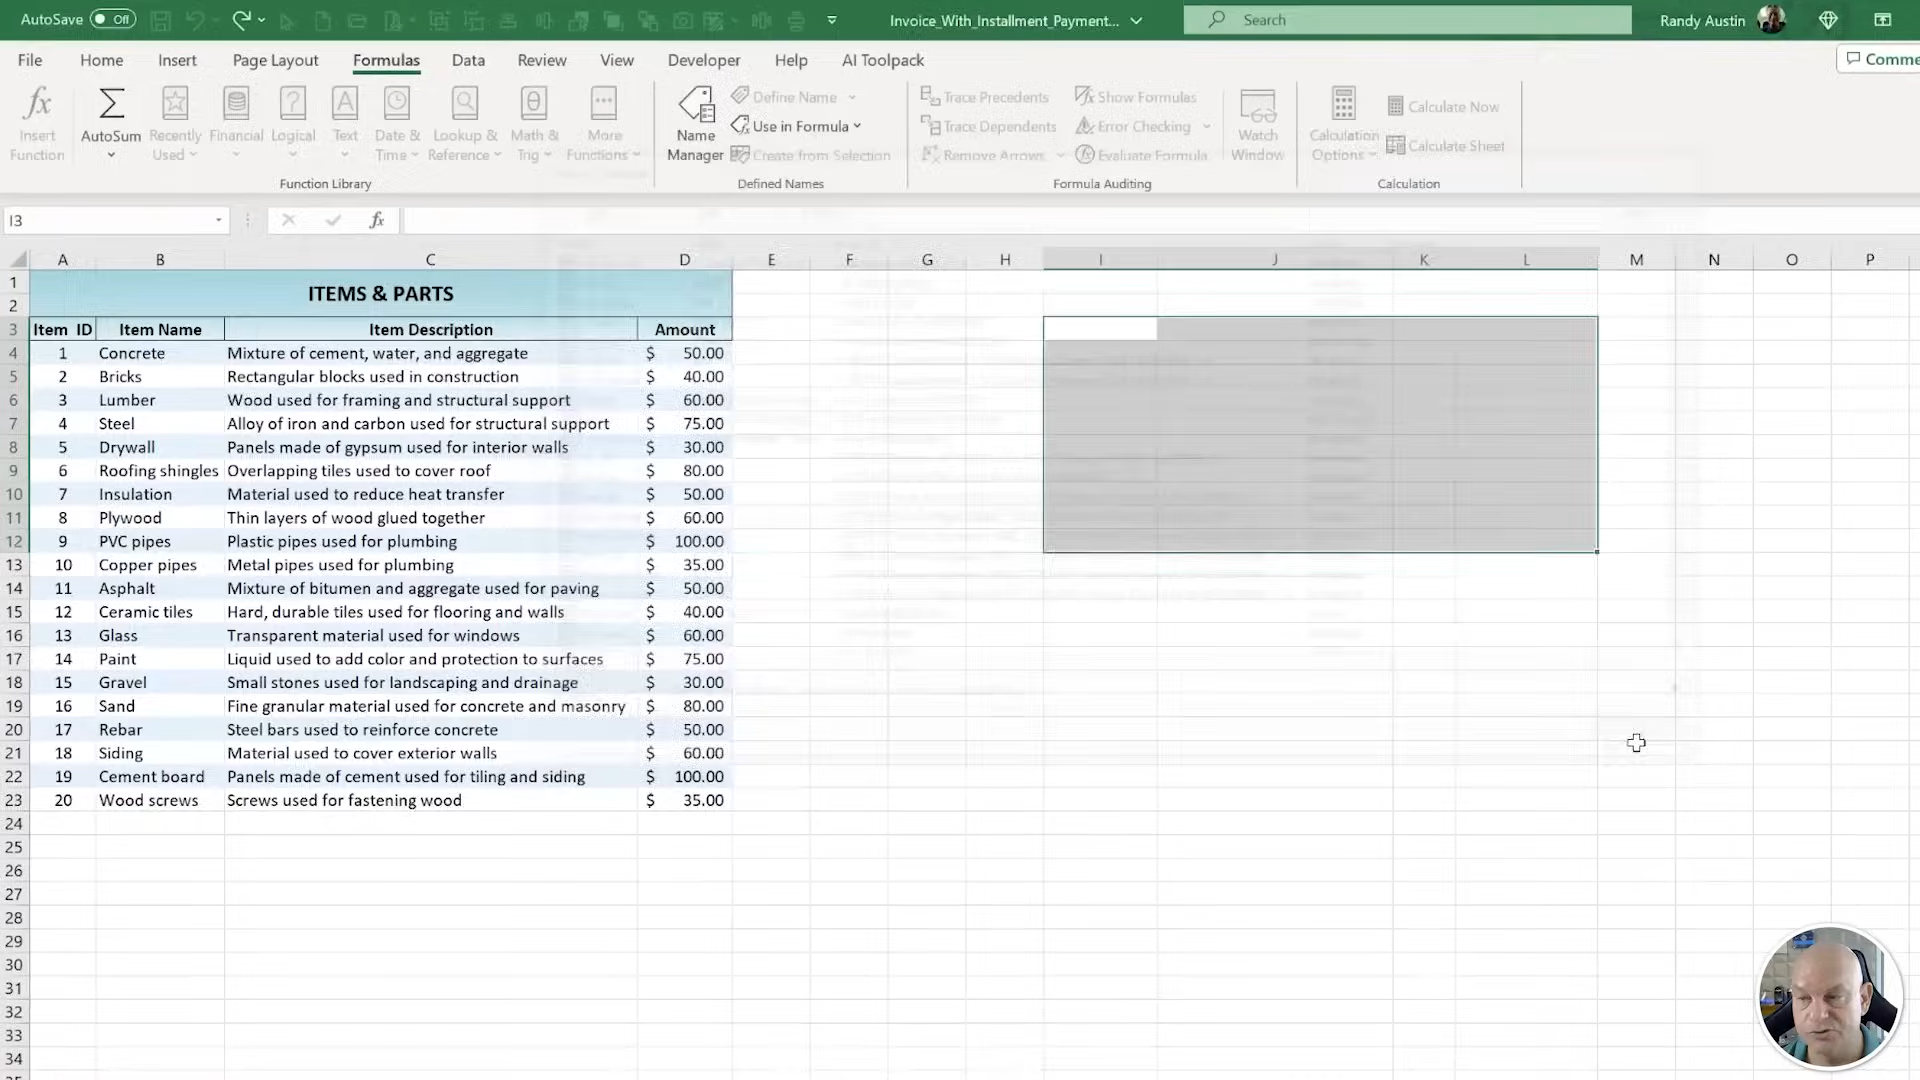 AutoSave Off Invoice_With_Installment_Payment... Search Randy Austin
File Home Insert Page Layout Formulas Data Review View Developer Help AI Toolpack Comme
Insert Function AutoSum Recently Used Financial Logical Text Date & Time Lookup & Reference Math & Trig More Functions
Name Manager Define Name Use in Formula Create from Selection
Trace Precedents Trace Dependents Remove Arrows Show Formulas Error Checking Evaluate Formula Watch Window
Calculation Options Calculate Now Calculate Sheet
Function Library Defined Names Formula Auditing Calculation
I3 fx
A B C D E F G H I J K L M N O P
1 ITEMS & PARTS
2
3 Item ID Item Name Item Description Amount
4 1 Concrete Mixture of cement, water, and aggregate $ 50.00
5 2 Bricks Rectangular blocks used in construction $ 40.00
6 3 Lumber Wood used for framing and structural support $ 60.00
7 4 Steel Alloy of iron and carbon used for structural support $ 75.00
8 5 Drywall Panels made of gypsum used for interior walls $ 30.00
9 6 Roofing shingles Overlapping tiles used to cover roof $ 80.00
10 7 Insulation Material used to reduce heat transfer $ 50.00
11 8 Plywood Thin layers of wood glued together $ 60.00
12 9 PVC pipes Plastic pipes used for plumbing $ 100.00
13 10 Copper pipes Metal pipes used for plumbing $ 35.00
14 11 Asphalt Mixture of bitumen and aggregate used for paving $ 50.00
15 12 Ceramic tiles Hard, durable tiles used for flooring and walls $ 40.00
16 13 Glass Transparent material used for windows $ 60.00
17 14 Paint Liquid used to add color and protection to surfaces $ 75.00
18 15 Gravel Small stones used for landscaping and drainage $ 30.00
19 16 Sand Fine granular material used for concrete and masonry $ 80.00
20 17 Rebar Steel bars used to reinforce concrete $ 50.00
21 18 Siding Material used to cover exterior walls $ 60.00
22 19 Cement board Panels made of cement used for tiling and siding $ 100.00
23 20 Wood screws Screws used for fastening wood $ 35.00
24
25
26
27
28
29
30
31
32
33
34